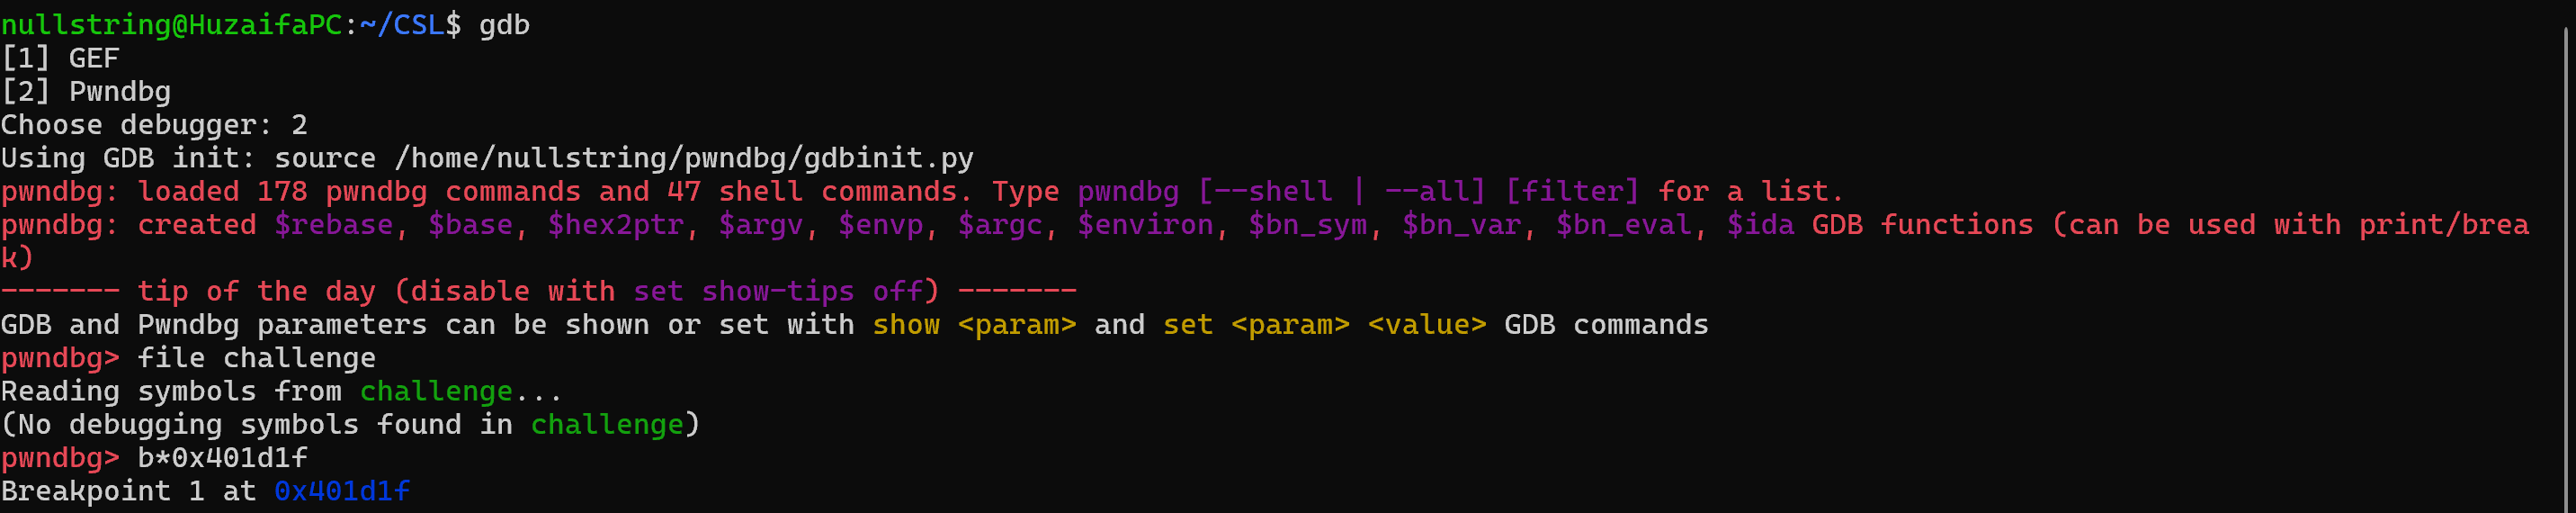 nullstring@HuzaifaPC:~/CSL$ gdb
[1] GEF
[2] Pwndbg
Choose debugger: 2
Using GDB init: source /home/nullstring/pwndbg/gdbinit.py
pwndbg: loaded 178 pwndbg commands and 47 shell commands. Type pwndbg [--shell | --all] [filter] for a list.
pwndbg: created $rebase, $base, $hex2ptr, $argv, $envp, $argc, $environ, $bn_sym, $bn_var, $bn_eval, $ida GDB functions (can be used with print/brea
k)
------- tip of the day (disable with set show-tips off) -------
GDB and Pwndbg parameters can be shown or set with show <param> and set <param> <value> GDB commands
pwndbg> file challenge
Reading symbols from challenge...
(No debugging symbols found in challenge)
pwndbg> b*0x401d1f
Breakpoint 1 at 0x401d1f